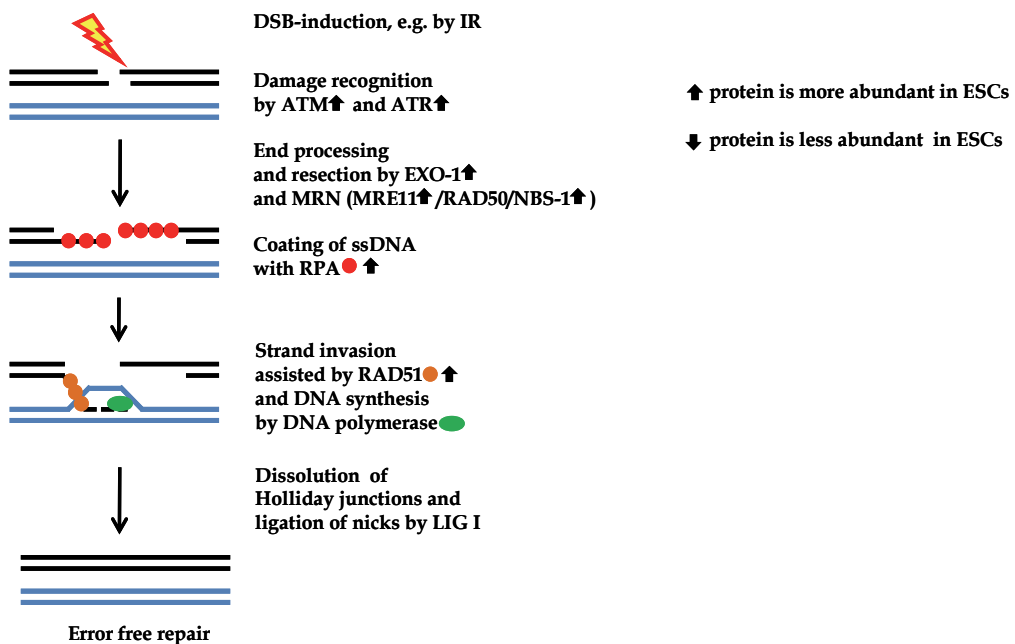 DSB-induction, e.g. by IR
Damage recognition
by ATM and ATR
End processing
and resection by EXO-1
and MRN (MRE11/RAD50/NBS-1)
Coating of ssDNA
with RPA
Strand invasion
assisted by RAD51
and DNA synthesis
by DNA polymerase
Dissolution of
Holliday junctions and
ligation of nicks by LIG I
Error free repair
protein is more abundant in ESCs
protein is less abundant in ESCs